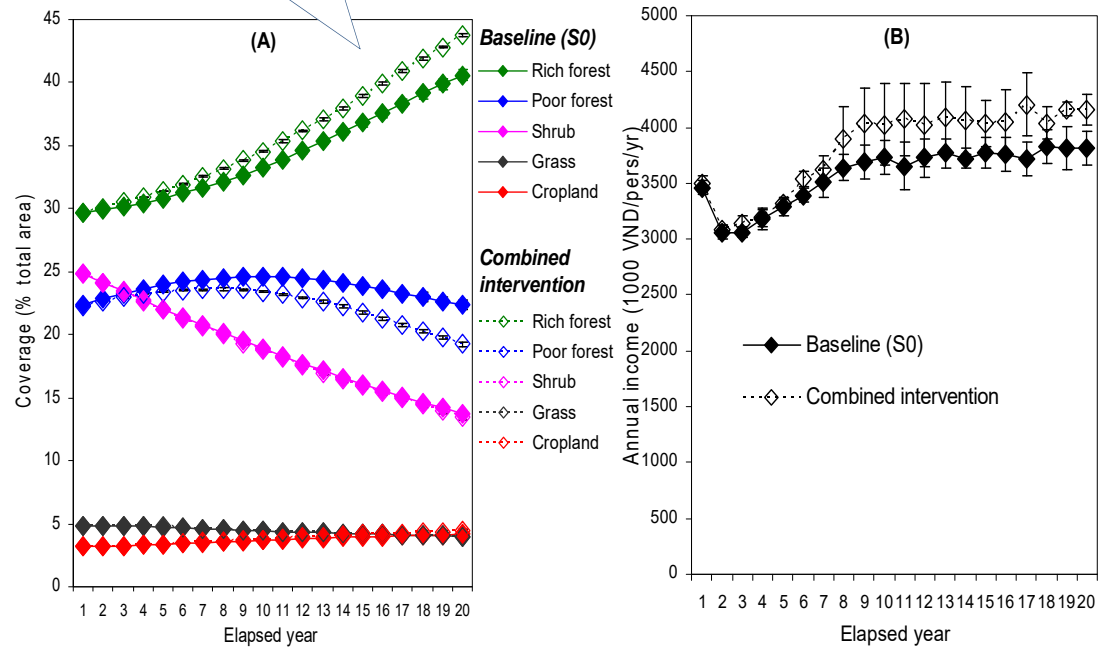 (A)
45
40
35
30
25
20
15
10
5
0
Coverage (% total area)
1 2 3 4 5 6 7 8 9 10 11 12 13 14 15 16 17 18 19 20
Elapsed year
Baseline (S0)
Rich forest
Poor forest
Shrub
Grass
Cropland
Combined
intervention
Rich forest
Poor forest
Shrub
Grass
Cropland
(B)
5000
4500
4000
3500
3000
2500
2000
1500
1000
500
0
Annual income (1000 VND/pers/yr)
Baseline (S0)
Combined intervention
1 2 3 4 5 6 7 8 9 10 11 12 13 14 15 16 17 18 19 20
Elapsed year